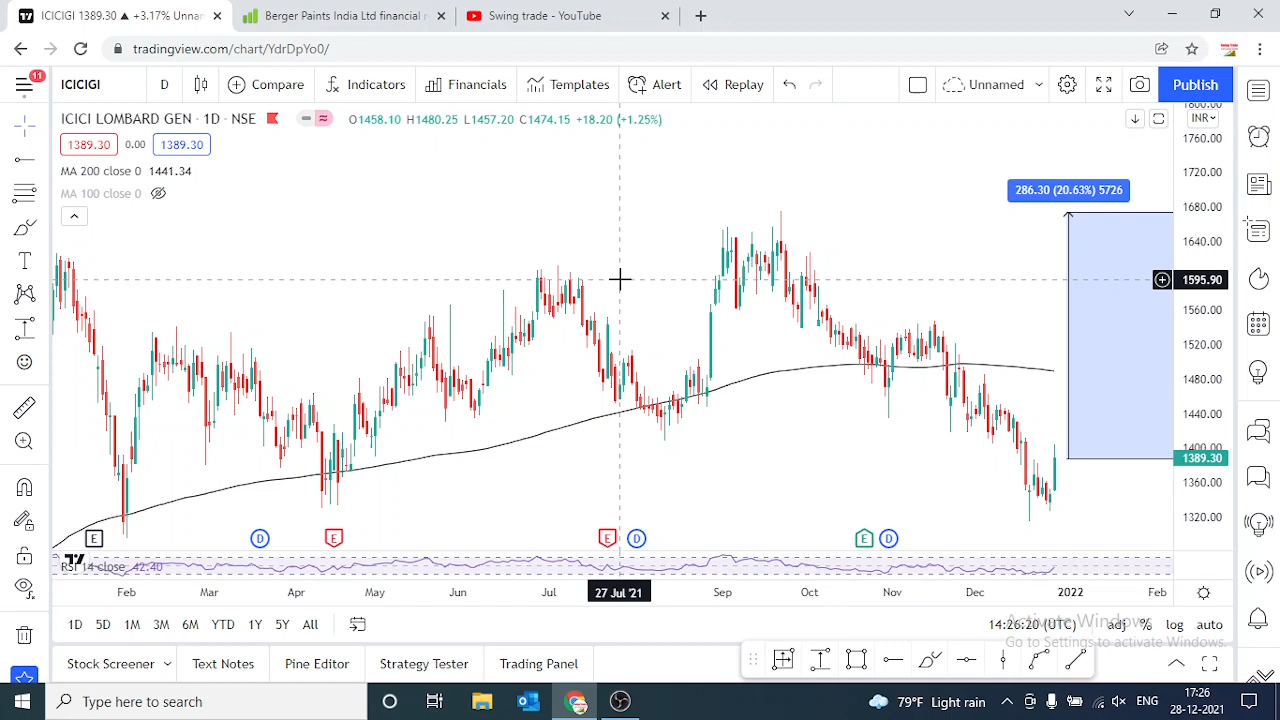 ICICIGI 1389.30 ▲ +3.17% Unnan
Berger Paints India Ltd financial r
Swing trade - YouTube
tradingview.com/chart/YdrDpYo0/
11
ICICIGI D Compare Indicators Financials Templates Alert Replay Unnamed Publish
ICICI LOMBARD GEN · 1D · NSE O1458.10 H1480.25 L1457.20 C1474.15 +18.20 (+1.25%)
INR
1389.30 0.00 1389.30
MA 200 close 0 1441.34
MA 100 close 0
286.30 (20.63%) 5726
1800.00
1760.00
1720.00
1680.00
1640.00
1595.90
1560.00
1520.00
1480.00
1440.00
1400.00
1389.30
1360.00
1320.00
E D E E D E D
RSI 14 close 42.40
Feb Mar Apr May Jun Jul 27 Jul '21 Sep Oct Nov Dec 2022 Feb
1D 5D 1M 3M 6M YTD 1Y 5Y All
14:26:20 (UTC) adj % log auto
Activate Windows
Go to Settings to activate Windows.
Stock Screener Text Notes Pine Editor Strategy Tester Trading Panel
Type here to search
79°F Light rain ENG 17:26
28-12-2021